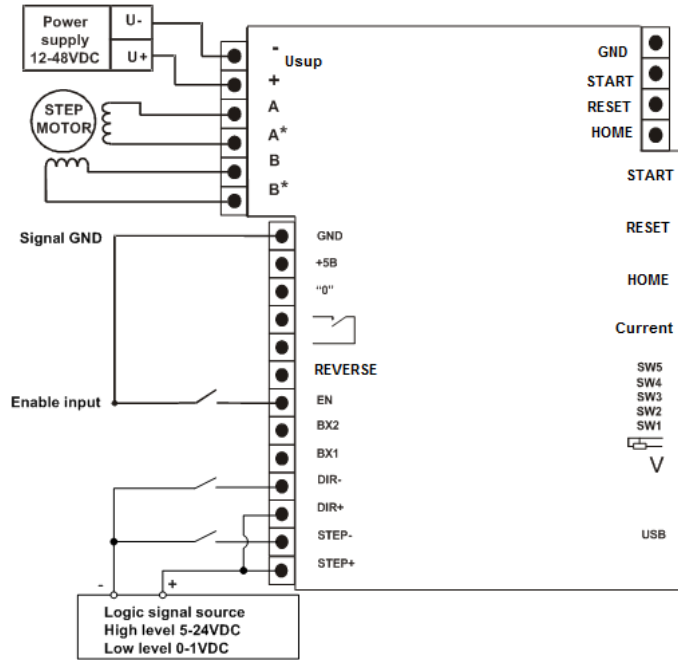 Power
supply
12-48VDC
U-
U+
-
Usup
+
A
A*
B
B*
STEP
MOTOR
GND
START
RESET
HOME
START
RESET
HOME
Current
SW5
SW4
SW3
SW2
SW1
V
USB
Signal GND
GND
+5B
"0"
REVERSE
Enable input
EN
BX2
BX1
DIR-
DIR+
STEP-
STEP+
- +
Logic signal source
High level 5-24VDC
Low level 0-1VDC